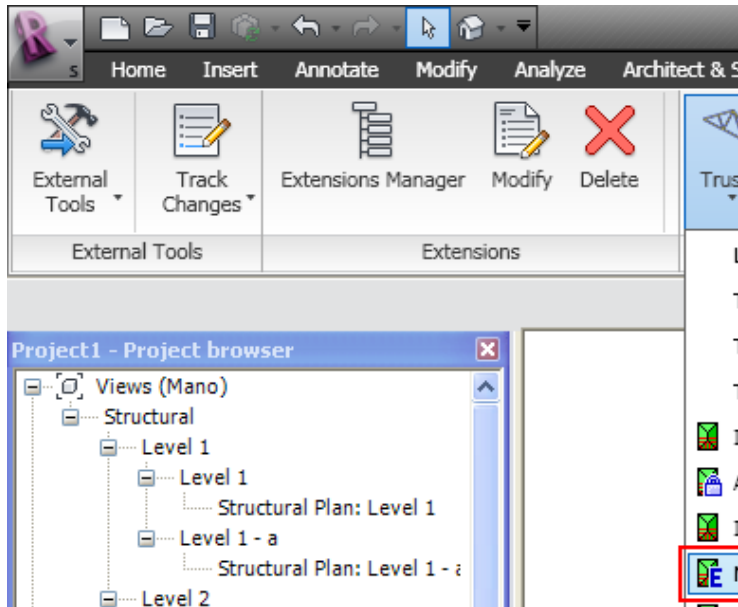 S
Home Insert Annotate Modify Analyze Architect & S
External Tools
Track Changes
Extensions Manager
Modify
Delete
Trus
External Tools
Extensions
L
T
T
T
I
A
I
E N
Project1 - Project browser
Views (Mano)
Structural
Level 1
Level 1
Structural Plan: Level 1
Level 1 - a
Structural Plan: Level 1 - a
Level 2